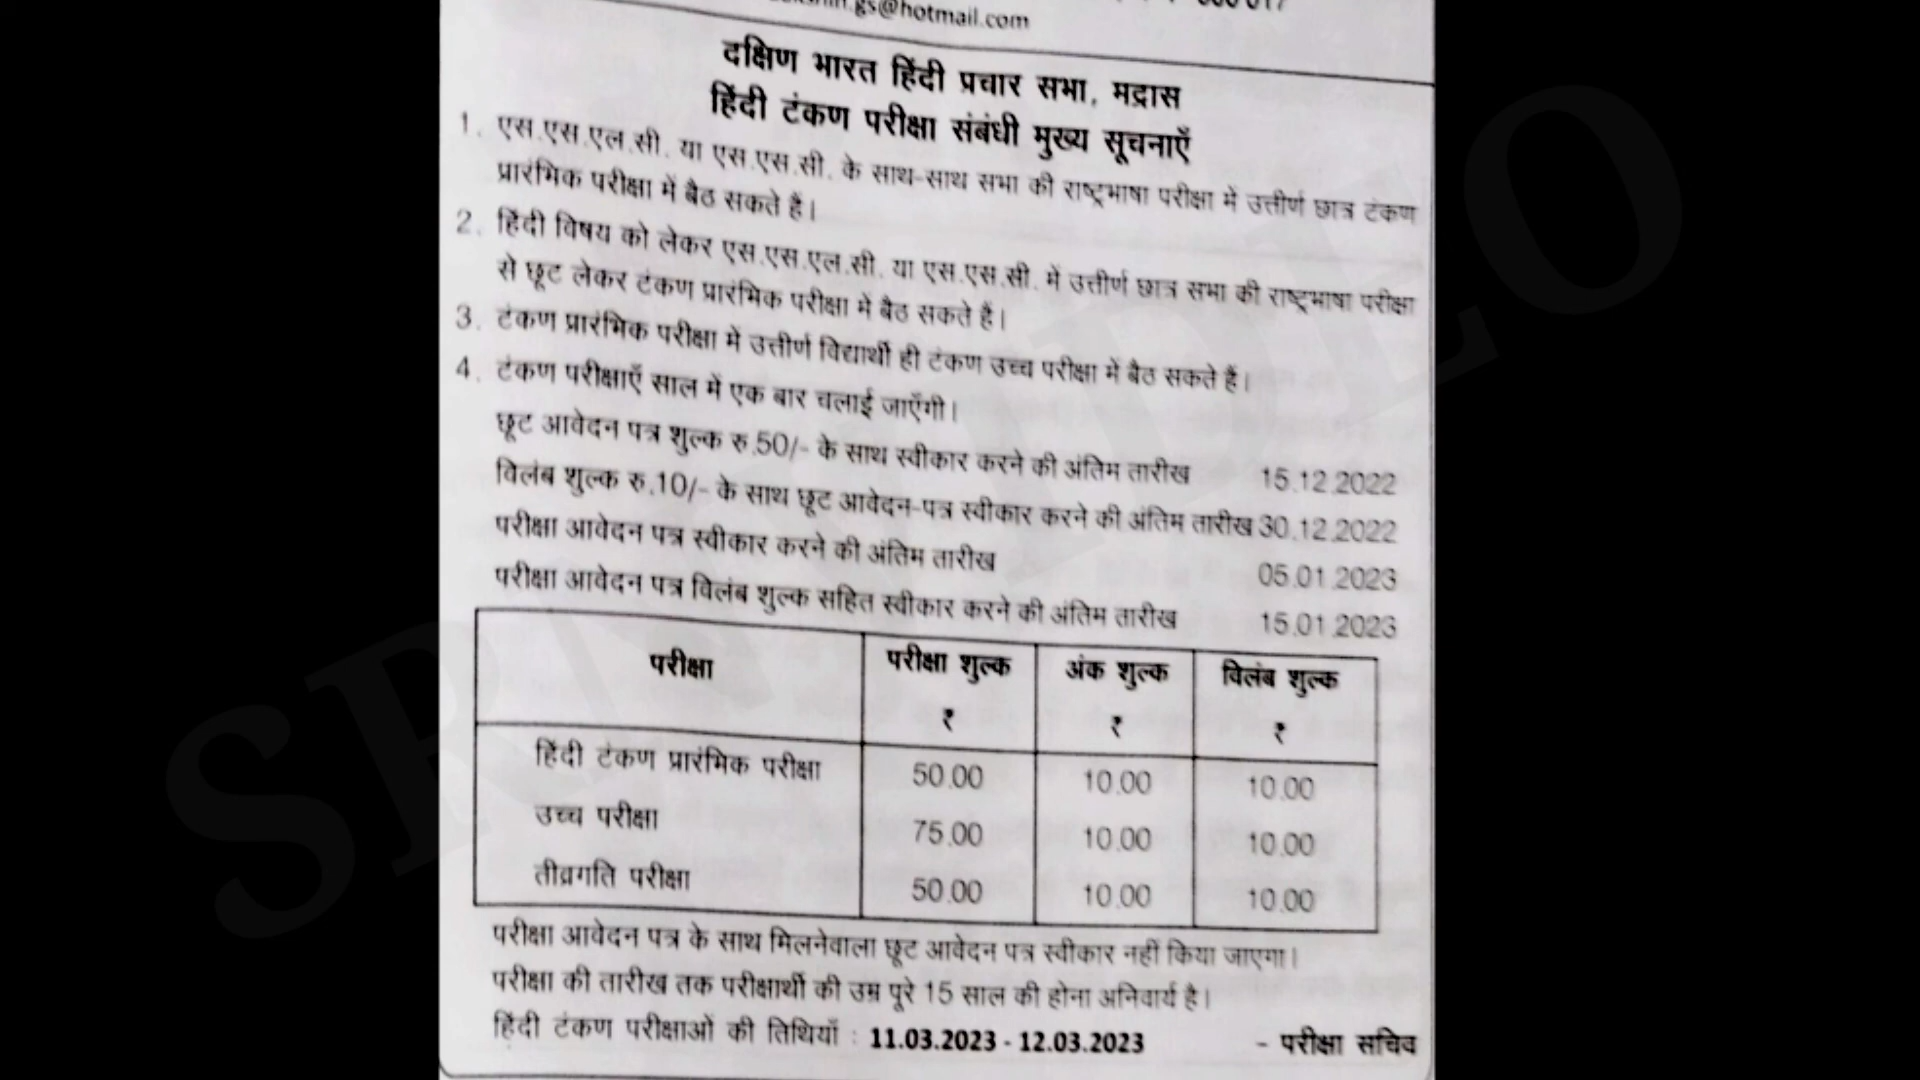 gs@hotmail.com
दक्षिण भारत हिंदी प्रचार सभा, मद्रास
हिंदी टंकण परीक्षा संबंधी मुख्य सूचनाएँ
1. एस.एस.एल.सी. या एस.एस.सी. के साथ-साथ सभा की राष्ट्रभाषा परीक्षा में उत्तीर्ण छात्र टंकण
प्रारंभिक परीक्षा में बैठ सकते हैं।
2. हिंदी विषय को लेकर एस.एस.एल.सी. या एस.एस.सी. में उत्तीर्ण छात्र सभा की राष्ट्रभाषा परीक्षा
से छूट लेकर टंकण प्रारंभिक परीक्षा में बैठ सकते हैं।
3. टंकण प्रारंभिक परीक्षा में उत्तीर्ण विद्यार्थी ही टंकण उच्च परीक्षा में बैठ सकते हैं।
4. टंकण परीक्षाएँ साल में एक बार चलाई जाएँगी।
छूट आवेदन पत्र शुल्क रु.50/- के साथ स्वीकार करने की अंतिम तारीख 15.12.2022
विलंब शुल्क रु.10/- के साथ छूट आवेदन-पत्र स्वीकार करने की अंतिम तारीख 30.12.2022
परीक्षा आवेदन पत्र स्वीकार करने की अंतिम तारीख 05.01.2023
परीक्षा आवेदन पत्र विलंब शुल्क सहित स्वीकार करने की अंतिम तारीख 15.01.2023
परीक्षा परीक्षा शुल्क अंक शुल्क विलंब शुल्क
₹ ₹ ₹
हिंदी टंकण प्रारंभिक परीक्षा 50.00 10.00 10.00
उच्च परीक्षा 75.00 10.00 10.00
तीव्रगति परीक्षा 50.00 10.00 10.00
परीक्षा आवेदन पत्र के साथ मिलनेवाला छूट आवेदन पत्र स्वीकार नहीं किया जाएगा।
परीक्षा की तारीख तक परीक्षार्थी की उम्र पूरे 15 साल की होना अनिवार्य है।
हिंदी टंकण परीक्षाओं की तिथियाँ : 11.03.2023 - 12.03.2023 - परीक्षा सचिव